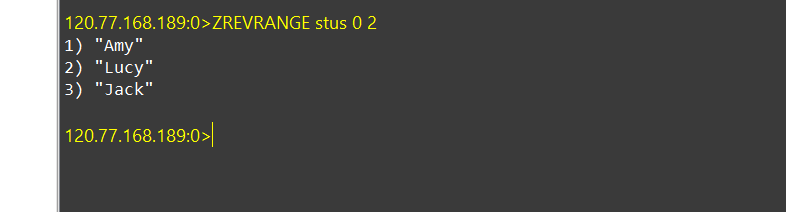 120.77.168.189:0>ZREVRANGE stus 0 2
1) "Amy"
2) "Lucy"
3) "Jack"
120.77.168.189:0>